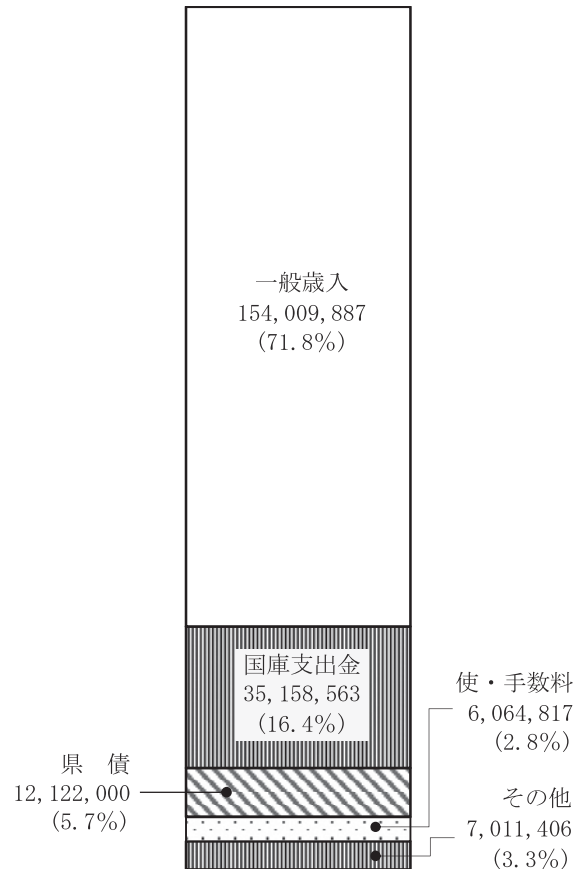 一般歳入
154,009,887
(71.8%)
国庫支出金
35,158,563
(16.4%)
使・手数料
6,064,817
(2.8%)
県　債
12,122,000
(5.7%)
その他
7,011,406
(3.3%)